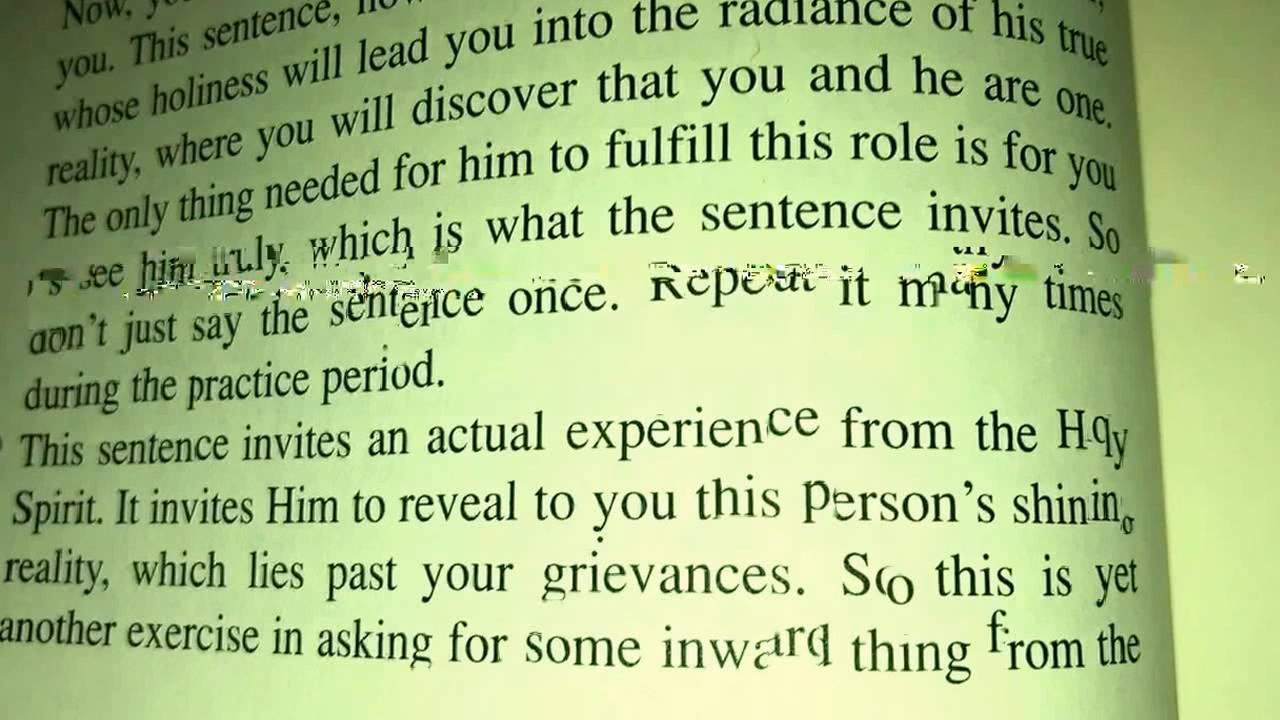 Now,
you. This sentence,
whose holiness will lead you into the radiance of his true
reality, where you will discover that you and he are one.
The only thing needed for him to fulfill this role is for you
see him truly, which is what the sentence invites. So
don't just say the sentence once. Repeat it many times
during the practice period.
This sentence invites an actual experience from the Holy
Spirit. It invites Him to reveal to you this person's shining
reality, which lies past your grievances. So this is yet
another exercise in asking for some inward thing from the